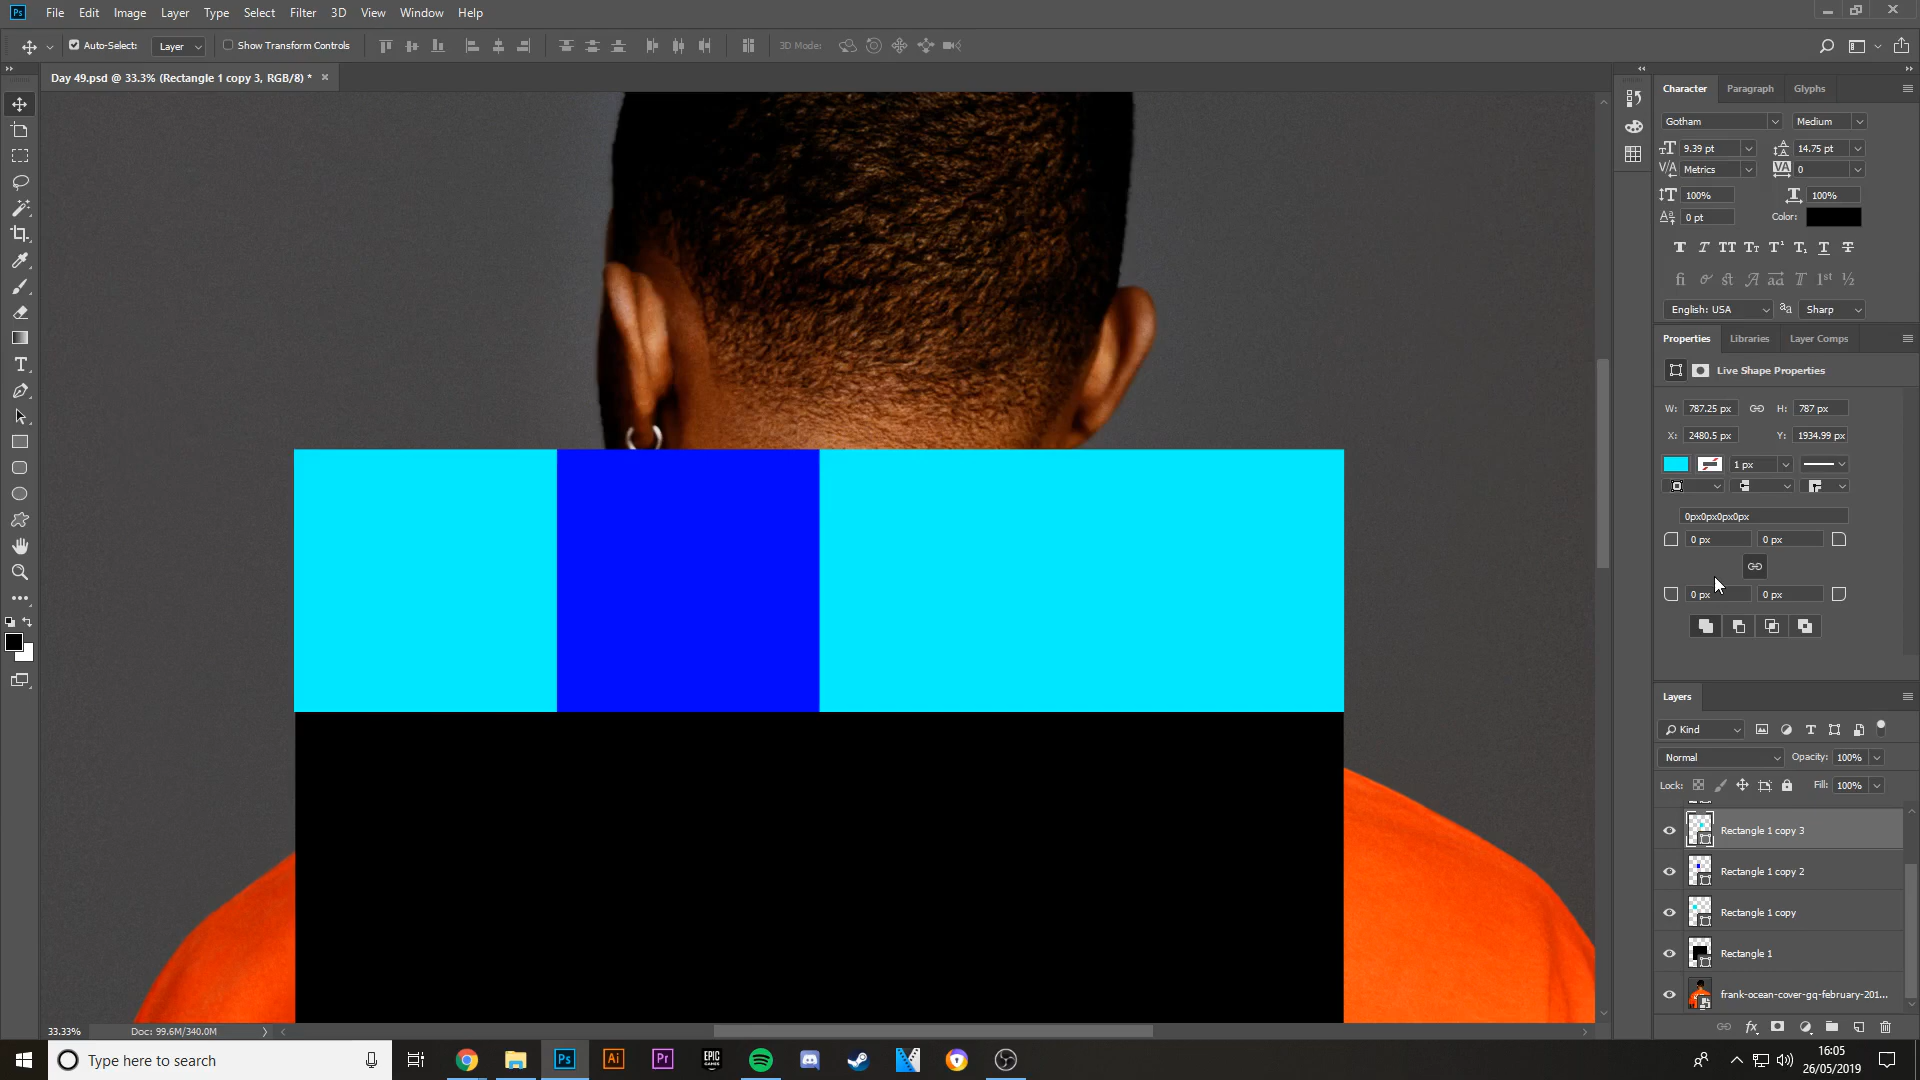 Ps File Edit Image Layer Type Select Filter 3D View Window Help
Auto-Select: Layer Show Transform Controls 3D Mode:
Day 49.psd @ 33.3% (Rectangle 1 copy 3, RGB/8) *
Character Paragraph Glyphs
Gotham Medium
9.39 pt 14.75 pt
Metrics 0
100% 100%
0 pt Color:
English: USA Sharp
Properties Libraries Layer Comps
Live Shape Properties
W: 787.25 px H: 787 px
X: 2480.5 px Y: 1934.99 px
1 px
0px0px0px0px
0 px 0 px
0 px 0 px
Layers
Kind
Normal Opacity: 100%
Lock: Fill: 100%
Rectangle 1 copy 3
Rectangle 1 copy 2
Rectangle 1 copy
Rectangle 1
frank-ocean-cover-gq-february-201...
33.33% Doc: 99.6M/340.0M
Type here to search
Ps Ai Pr EPIC GAMES
16:05
26/05/2019